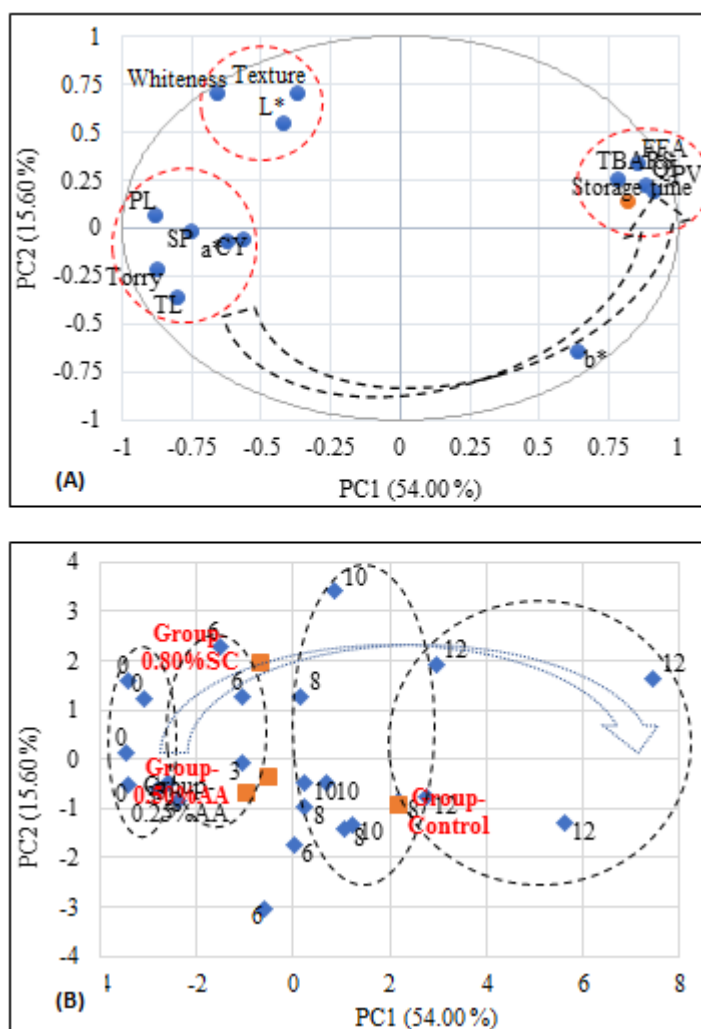 1
0.75
0.5
0.25
0
-0.25
-0.5
-0.75
-1
PC2 (15.60%)
Whiteness
Texture
L*
PL
SP
a*
CY
Torry
TL
FFA
TBARS
PV
Storage time
b*
-1 -0.75 -0.5 -0.25 0 0.25 0.5 0.75 1
(A)
PC1 (54.00%)
4
3
2
1
0
-1
-2
-3
-4
PC2 (15.60%)
10
6
Group-
0.80%SC
12
12
0
0
6
8
0
3
Group-
0.50%AA
Group-
0.25%AA
0
10 10
8
8
10
6
8
12
Group-
Control
12
6
4 -2 0 2 4 6 8
(B)
PC1 (54.00%)